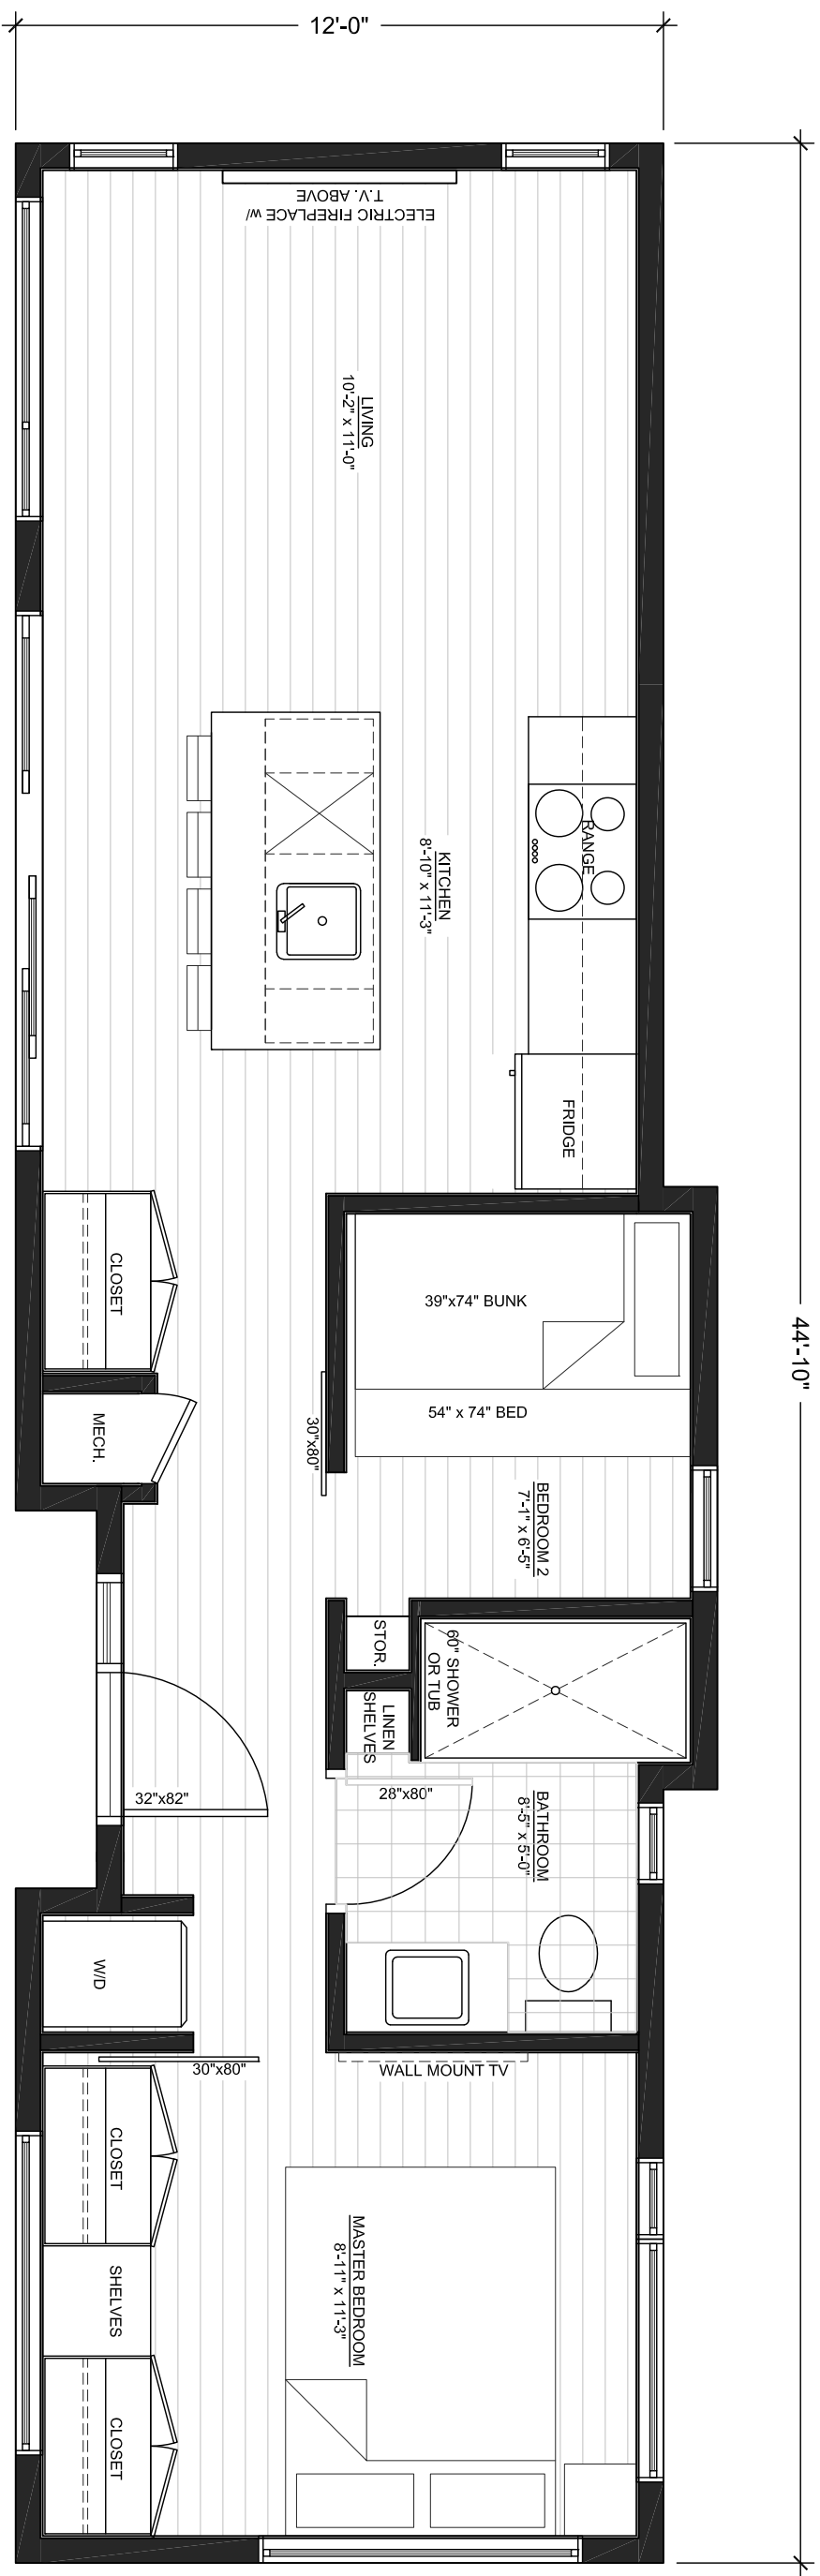 12'-0"
44'-10"
ELECTRIC FIREPLACE W/
T.V. ABOVE
LIVING
10'-2" x 11'-0"
RANGE
KITCHEN
8'-10" x 11'-3"
FRIDGE
CLOSET
39"x74" BUNK
54" x 74" BED
MECH.
30"x80"
BEDROOM 2
7'-1" x 6'-5"
STOR.
60" SHOWER
OR TUB
LINEN
SHELVES
32"x82"
28"x80"
BATHROOM
8'-5" x 5'-0"
W/D
30"x80"
WALL MOUNT TV
CLOSET
SHELVES
CLOSET
MASTER BEDROOM
8'-11" x 11'-3"